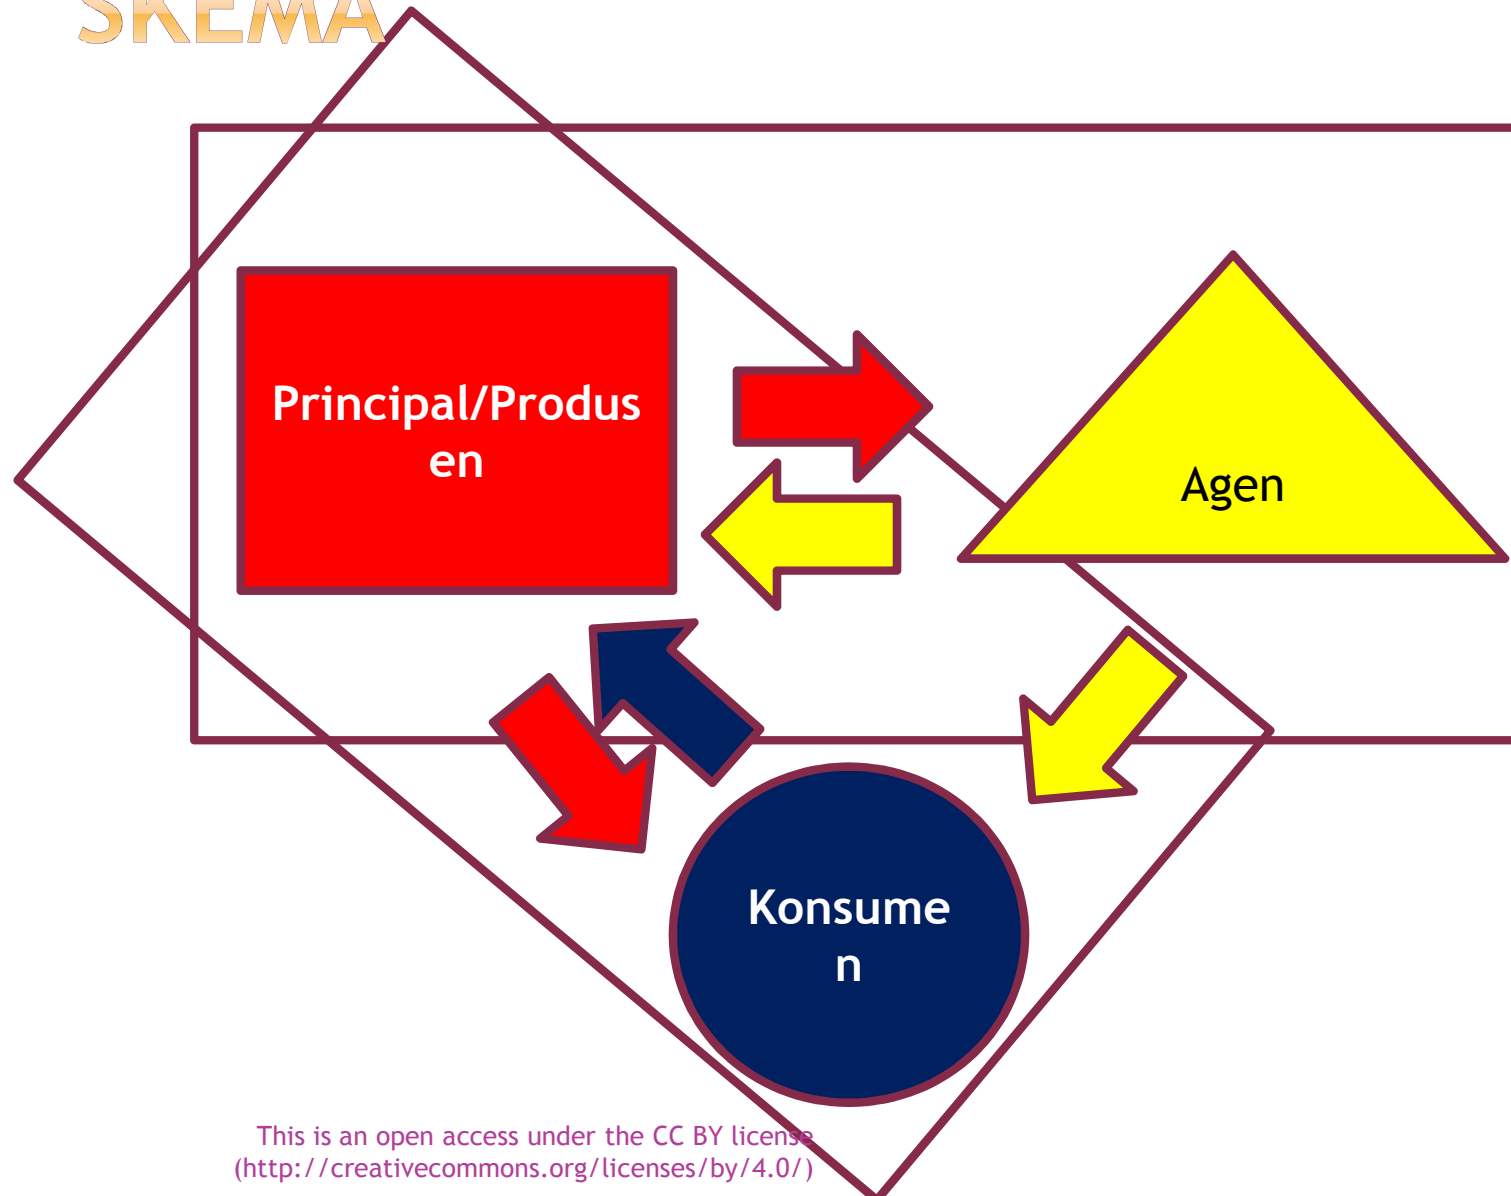 SKEMA
Principal/Produs
en
Agen
Konsume
n
This is an open access under the CC BY license
(http://creativecommons.org/licenses/by/4.0/)